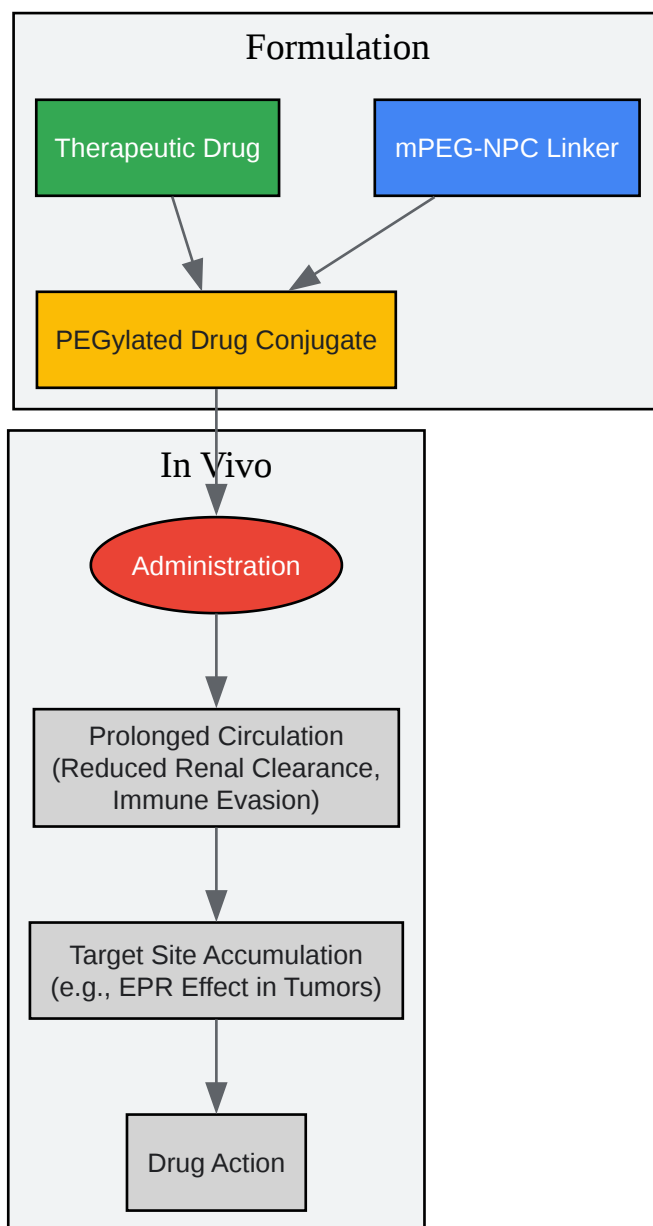 Formulation
Therapeutic Drug
mPEG-NPC Linker
PEGylated Drug Conjugate
In Vivo
Administration
Prolonged Circulation
(Reduced Renal Clearance,
Immune Evasion)
Target Site Accumulation
(e.g., EPR Effect in Tumors)
Drug Action